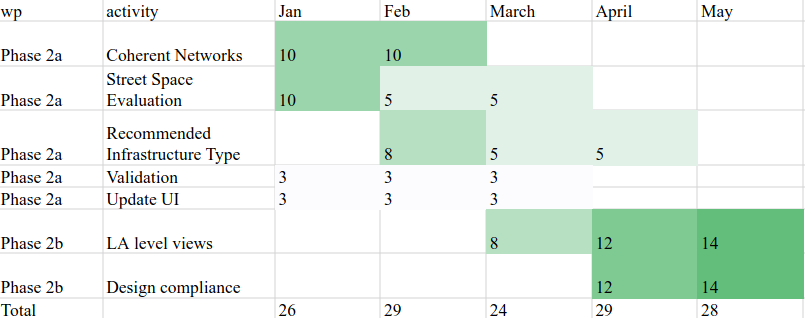 wp activity Jan Feb March April May
Phase 2a Coherent Networks 10 10
Street Space
Phase 2a Evaluation 10 5 5
Recommended
Phase 2a Infrastructure Type 8 5 5
Phase 2a Validation 3 3 3
Phase 2a Update UI 3 3 3
Phase 2b LA level views 8 12 14
Phase 2b Design compliance 12 14
Total 26 29 24 29 28